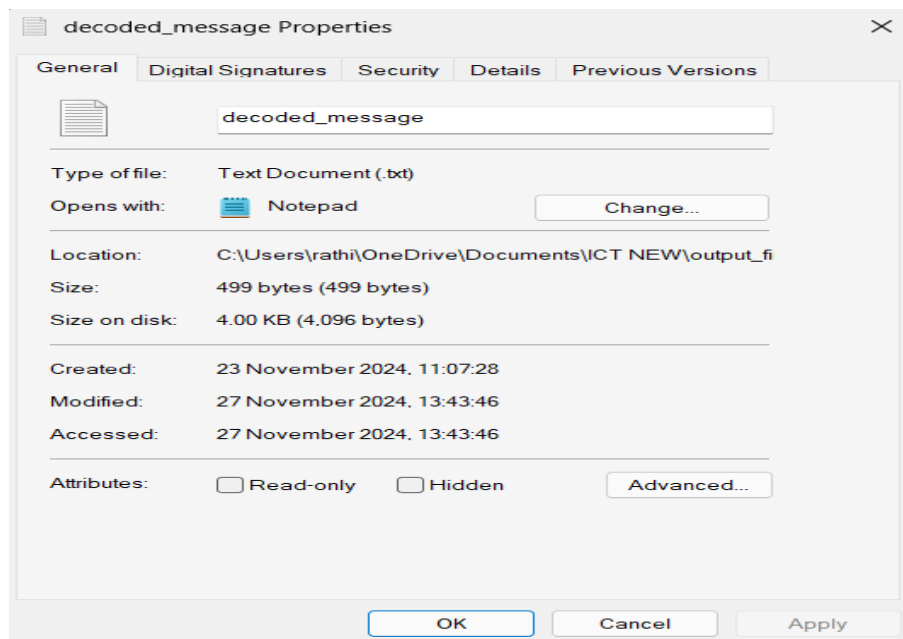 decoded_message Properties
General Digital Signatures Security Details Previous Versions
decoded_message
Type of file: Text Document (.txt)
Opens with: Notepad Change...
Location: C:\Users\rathi\OneDrive\Documents\ICT NEW\output_fi
Size: 499 bytes (499 bytes)
Size on disk: 4.00 KB (4,096 bytes)
Created: 23 November 2024, 11:07:28
Modified: 27 November 2024, 13:43:46
Accessed: 27 November 2024, 13:43:46
Attributes: Read-only Hidden Advanced...
OK Cancel Apply